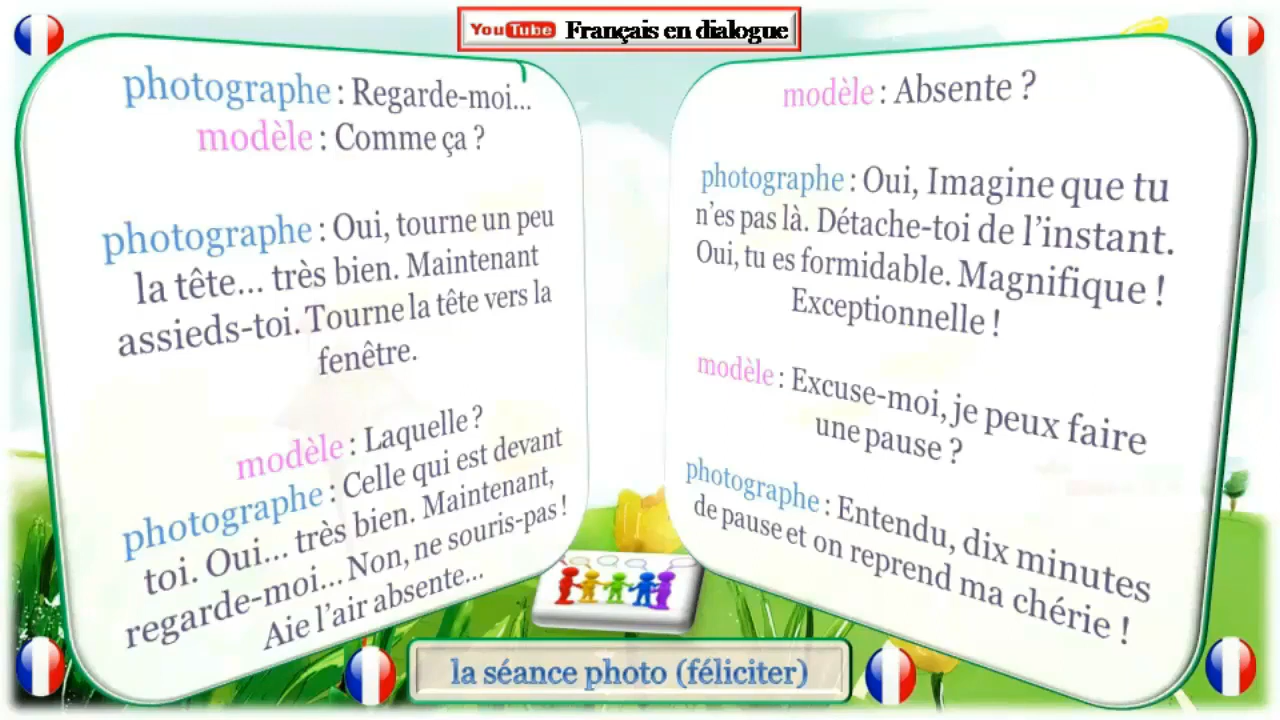 YouTube Français en dialogue
photographe : Regarde-moi...
modèle : Comme ça ?
photographe : Oui, tourne un peu
la tête... très bien. Maintenant
assieds-toi. Tourne la tête vers la
fenêtre.
modèle : Laquelle ?
photographe : Celle qui est devant
toi. Oui... très bien. Maintenant,
regarde-moi... Non, ne souris-pas !
Aie l'air absente...
modèle : Absente ?
photographe : Oui, Imagine que tu
n'es pas là. Détache-toi de l'instant.
Oui, tu es formidable. Magnifique !
Exceptionnelle !
modèle : Excuse-moi, je peux faire
une pause ?
photographe : Entendu, dix minutes
de pause et on reprend ma chérie !
la séance photo (féliciter)